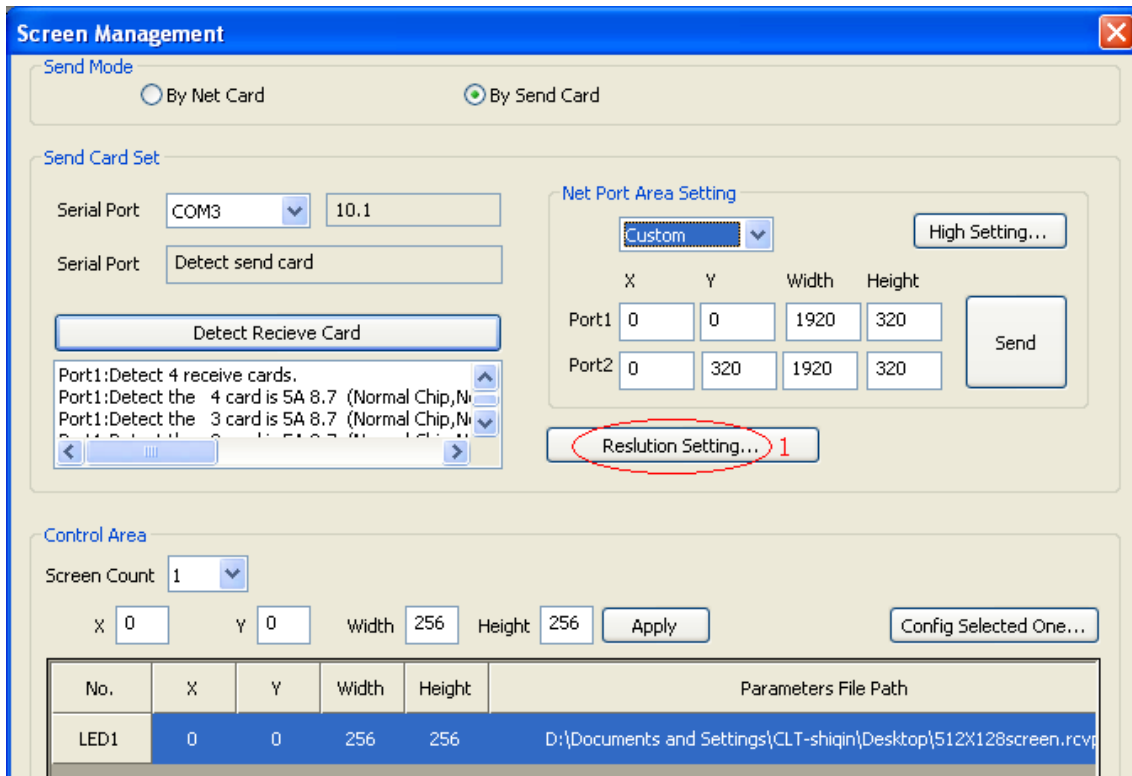 Screen Management
Send Mode
By Net Card By Send Card
Send Card Set
Serial Port COM3 10.1
Serial Port Detect send card
Detect Recieve Card
Port1:Detect 4 receive cards.
Port1:Detect the 4 card is 5A 8.7 (Normal Chip,
Port1:Detect the 3 card is 5A 8.7 (Normal Chip,
Net Port Area Setting
Custom High Setting...
X Y Width Height
Port1 0 0 1920 320
Port2 0 320 1920 320
Send
Reslution Setting... 1
Control Area
Screen Count 1
X 0 Y 0 Width 256 Height 256 Apply Config Selected One...
No. X Y Width Height Parameters File Path
LED1 0 0 256 256 D:\Documents and Settings\CLT-shiqin\Desktop\512X128screen.rcvp